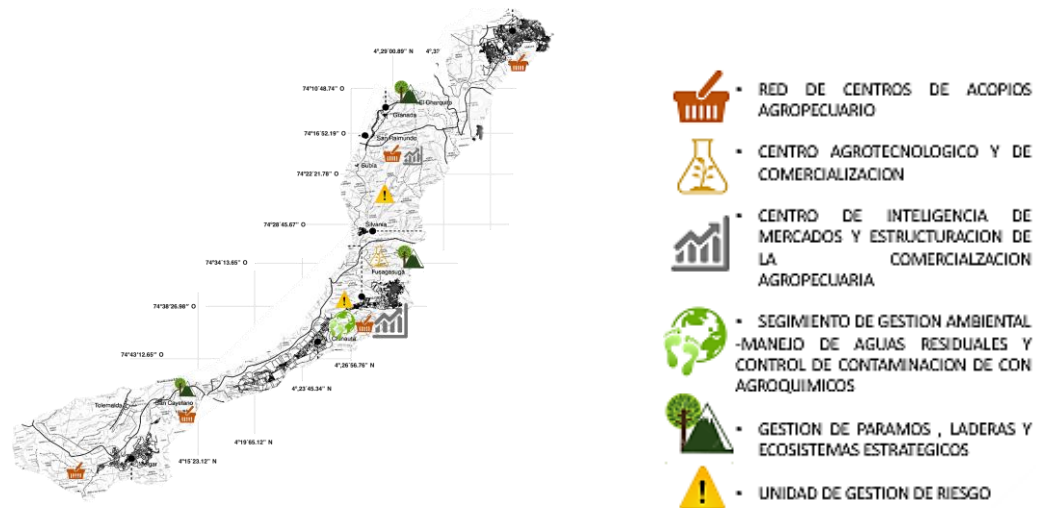 4°,29´00.89´´ N
4°,3?
74°10´48.74´´ O
El Charquito
Granada
74°16´52.19´´ O
San Raimundo
Bubía
74°22´21.78´´ O
74°28´45.67´´ O
Silvania
74°34´13.65´´ O
Fusagasuga
74°38´26.98´´ O
Chinauta
74°43´12.65´´ O
4°,26´56.76´´ N
4°,23´45.34´´ N
San Cayetano
Tolemaida
4°19´65.12´´ N
4°15´23.12´´ N
Melgar
▪ RED DE CENTROS DE ACOPIOS
AGROPECUARIO
▪ CENTRO AGROTECNOLOGICO Y DE
COMERCIALIZACION
▪ CENTRO DE INTELIGENCIA DE
MERCADOS Y ESTRUCTURACION DE
LA COMERCIALZACION
AGROPECUARIA
▪ SEGIMIENTO DE GESTION AMBIENTAL
-MANEJO DE AGUAS RESIDUALES Y
CONTROL DE CONTAMINACION DE CON
AGROQUIMICOS
▪ GESTION DE PARAMOS , LADERAS Y
ECOSISTEMAS ESTRATEGICOS
▪ UNIDAD DE GESTION DE RIESGO